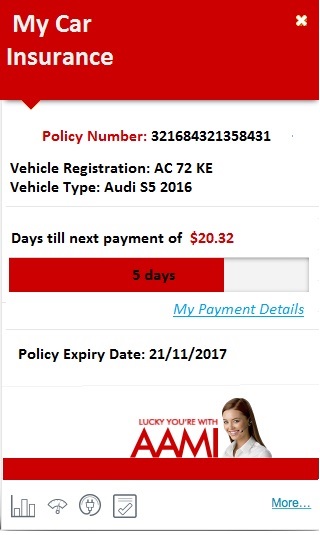 My Car
Insurance
Policy Number: 321684321358431
Vehicle Registration: AC 72 KE
Vehicle Type: Audi S5 2016
Days till next payment of $20.32
5 days
My Payment Details
Policy Expiry Date: 21/11/2017
LUCKY YOU'RE WITH
AAMI
More...